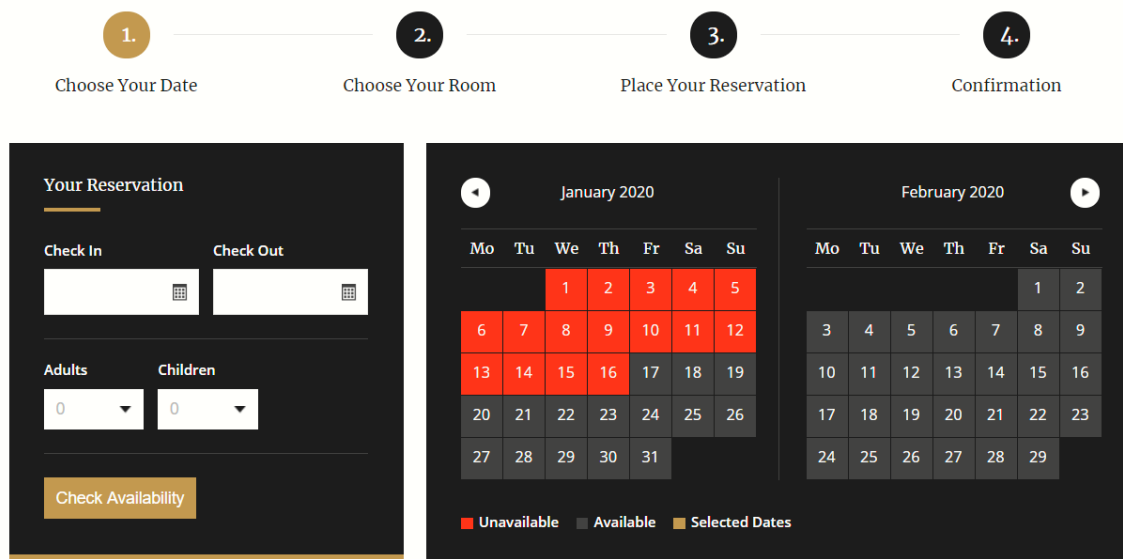 1. 2. 3. 4.
Choose Your Date Choose Your Room Place Your Reservation Confirmation
Your Reservation
Check In Check Out
Adults Children
0 0
Check Availability
January 2020
Mo Tu We Th Fr Sa Su
1 2 3 4 5
6 7 8 9 10 11 12
13 14 15 16 17 18 19
20 21 22 23 24 25 26
27 28 29 30 31
February 2020
Mo Tu We Th Fr Sa Su
1 2
3 4 5 6 7 8 9
10 11 12 13 14 15 16
17 18 19 20 21 22 23
24 25 26 27 28 29
Unavailable Available Selected Dates